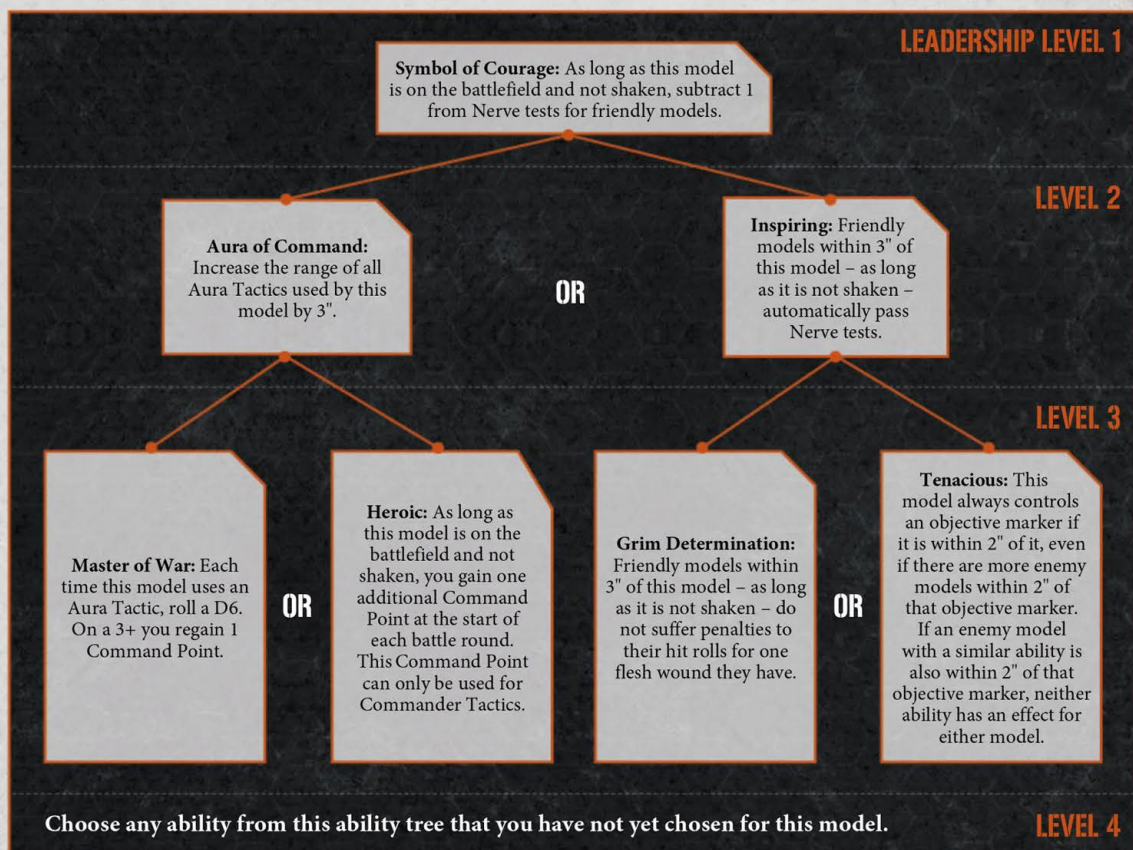 LEADERSHIP LEVEL 1
Symbol of Courage: As long as this model
is on the battlefield and not shaken, subtract 1
from Nerve tests for friendly models.
LEVEL 2
Aura of Command:
Increase the range of all
Aura Tactics used by this
model by 3".
OR
Inspiring: Friendly
models within 3" of
this model – as long
as it is not shaken –
automatically pass
Nerve tests.
LEVEL 3
Master of War: Each
time this model uses an
Aura Tactic, roll a D6.
On a 3+ you regain 1
Command Point.
OR
Heroic: As long as
this model is on the
battlefield and not
shaken, you gain one
additional Command
Point at the start of
each battle round.
This Command Point
can only be used for
Commander Tactics.
Grim Determination:
Friendly models within
3" of this model – as long
as it is not shaken – do
not suffer penalties to
their hit rolls for one
flesh wound they have.
OR
Tenacious: This
model always controls
an objective marker if
it is within 2" of it, even
if there are more enemy
models within 2" of
that objective marker.
If an enemy model
with a similar ability is
also within 2" of that
objective marker, neither
ability has an effect for
either model.
Choose any ability from this ability tree that you have not yet chosen for this model.
LEVEL 4